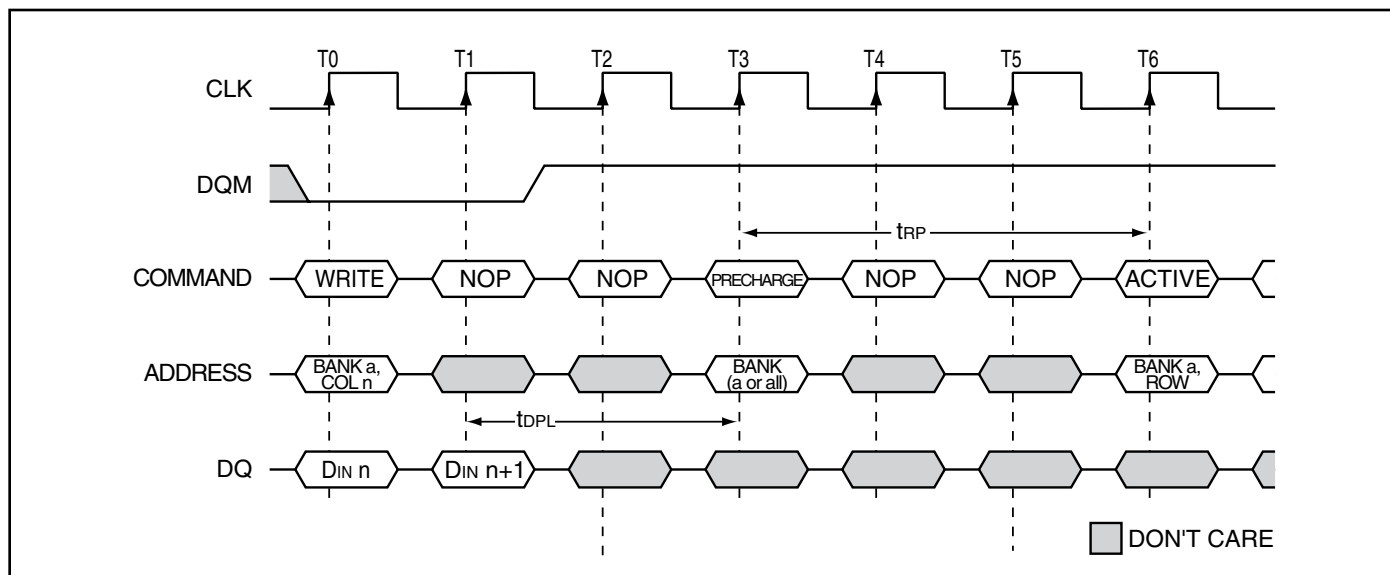 T0 T1 T2 T3 T4 T5 T6
CLK
DQM
tRP
COMMAND WRITE NOP NOP PRECHARGE NOP NOP ACTIVE
ADDRESS BANK a, COL n BANK (a or all) BANK a, ROW
tDPL
DQ DIN n DIN n+1
DON'T CARE